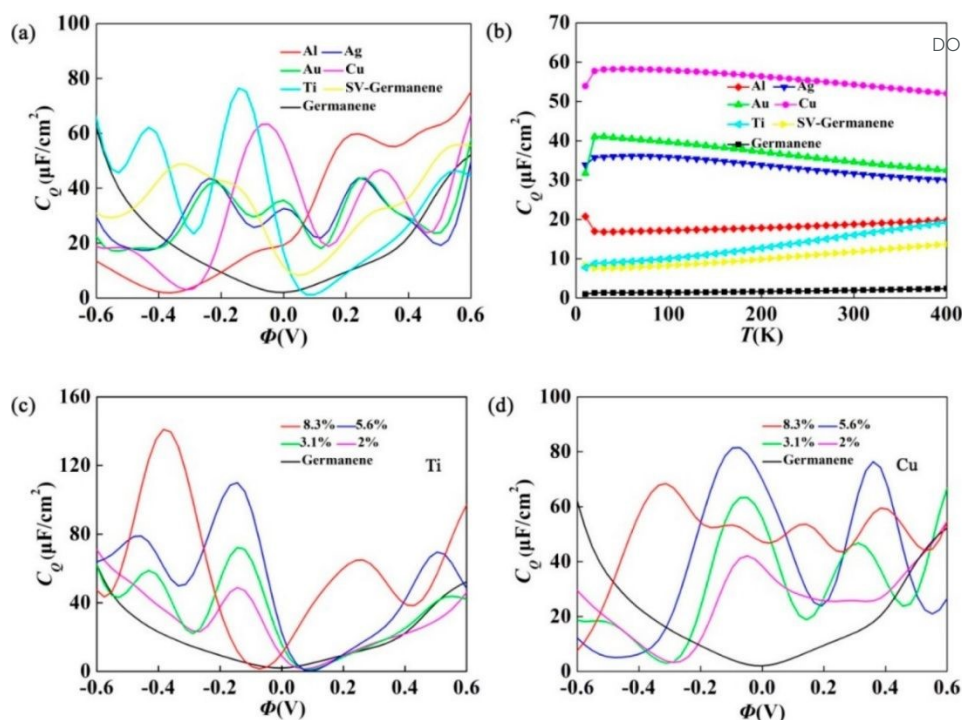 (a)
100
80
60
40
20
0
C_Q (μF/cm²)
Al Ag
Au Cu
Ti SV-Germanene
Germanene
-0.6 -0.4 -0.2 0.0 0.2 0.4 0.6
Φ(V)
(b)
70
60
50
40
30
20
10
0
C_Q (μF/cm²)
DO
Al Ag
Au Cu
Ti SV-Germanene
Germanene
0 100 200 300 400
T(K)
(c)
160
120
80
40
0
C_Q (μF/cm²)
8.3% 5.6%
3.1% 2%
Germanene
Ti
-0.6 -0.4 -0.2 0.0 0.2 0.4 0.6
Φ(V)
(d)
100
80
60
40
20
0
C_Q (μF/cm²)
8.3% 5.6%
3.1% 2%
Germanene
Cu
-0.6 -0.4 -0.2 0.0 0.2 0.4 0.6
Φ(V)